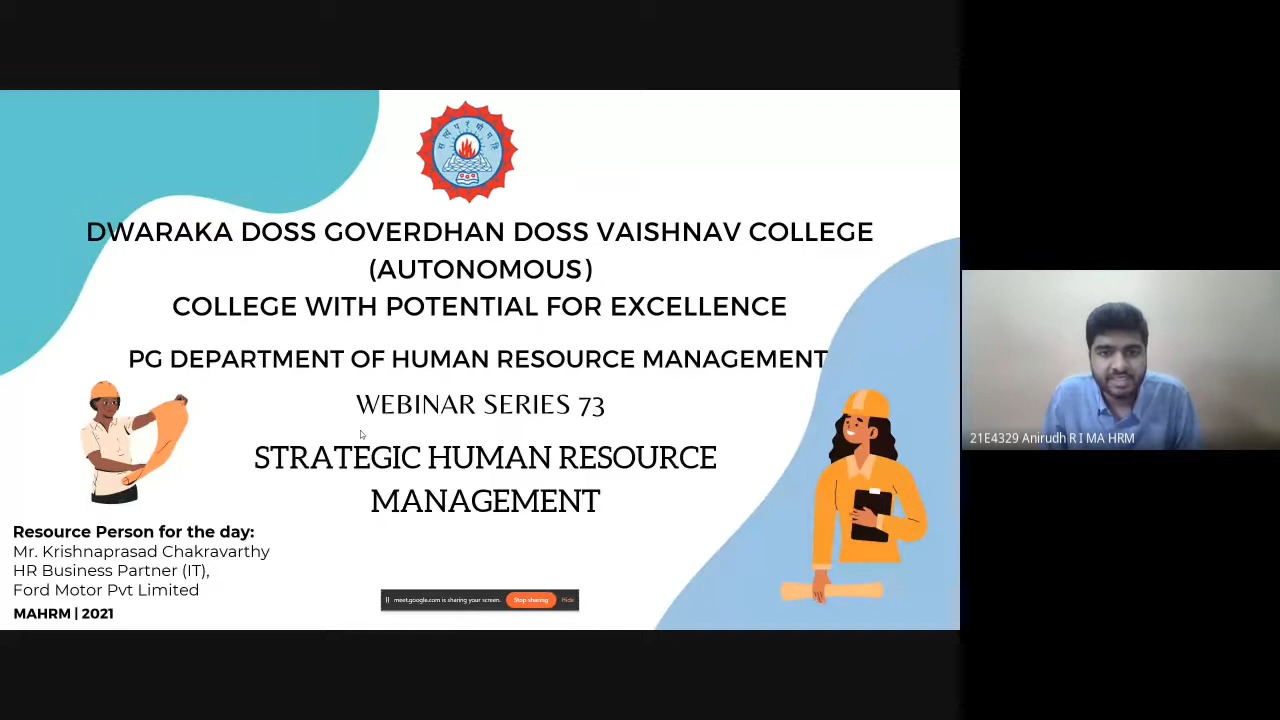 DWARAKA DOSS GOVERDHAN DOSS VAISHNAV COLLEGE
(AUTONOMOUS)
COLLEGE WITH POTENTIAL FOR EXCELLENCE
PG DEPARTMENT OF HUMAN RESOURCE MANAGEMENT
WEBINAR SERIES 73
STRATEGIC HUMAN RESOURCE
MANAGEMENT
Resource Person for the day:
Mr. Krishnaprasad Chakravarthy
HR Business Partner (IT),
Ford Motor Pvt Limited
MAHRM | 2021
meet.google.com is sharing your screen. Stop sharing Hide
21E4329 Anirudh R I MA HRM